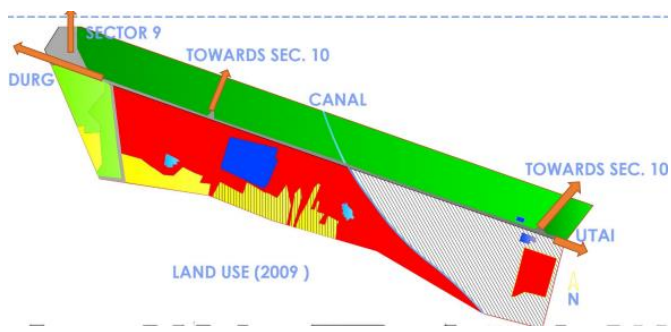 SECTOR 9
TOWARDS SEC. 10
DURG
CANAL
TOWARDS SEC. 10
UTAI
LAND USE (2009 )
N